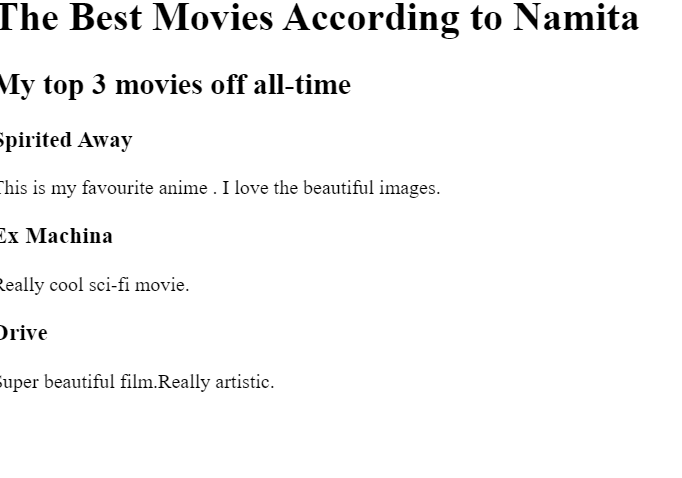 The Best Movies According to Namita
My top 3 movies off all-time
Spirited Away
This is my favourite anime . I love the beautiful images.
Ex Machina
Really cool sci-fi movie.
Drive
Super beautiful film.Really artistic.